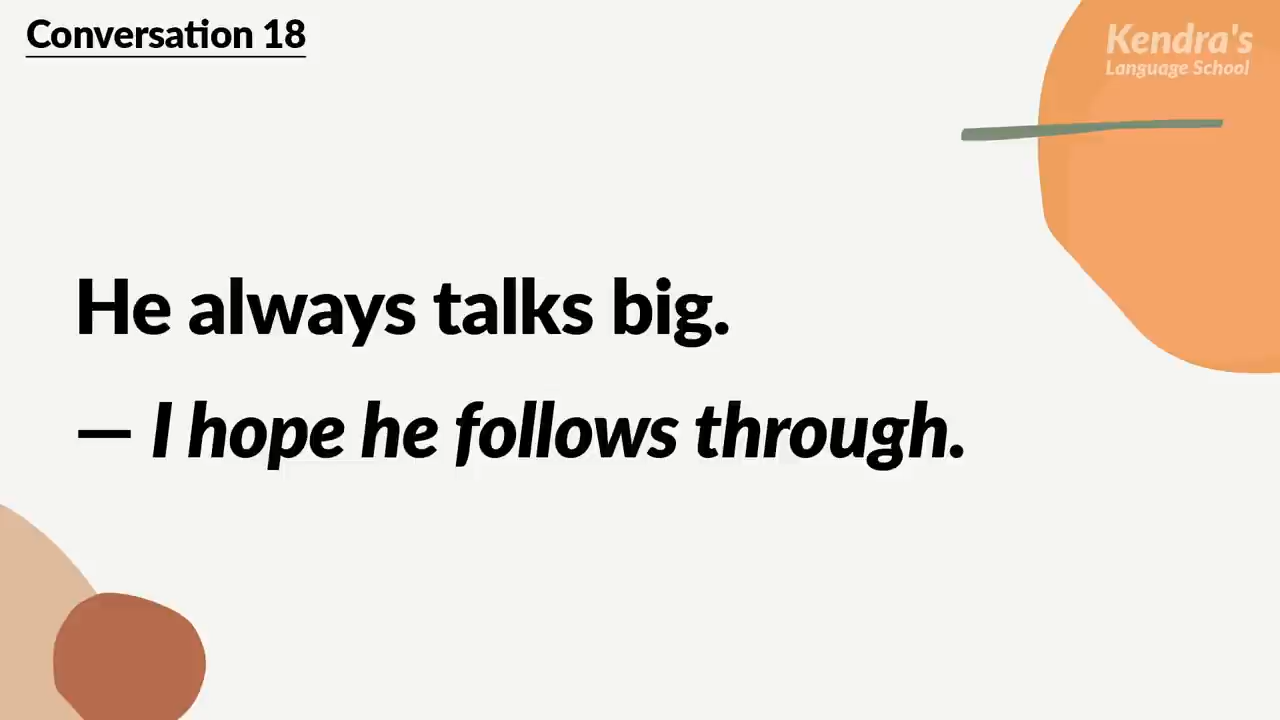 Conversation 18
Kendra's
Language School
He always talks big.
— I hope he follows through.